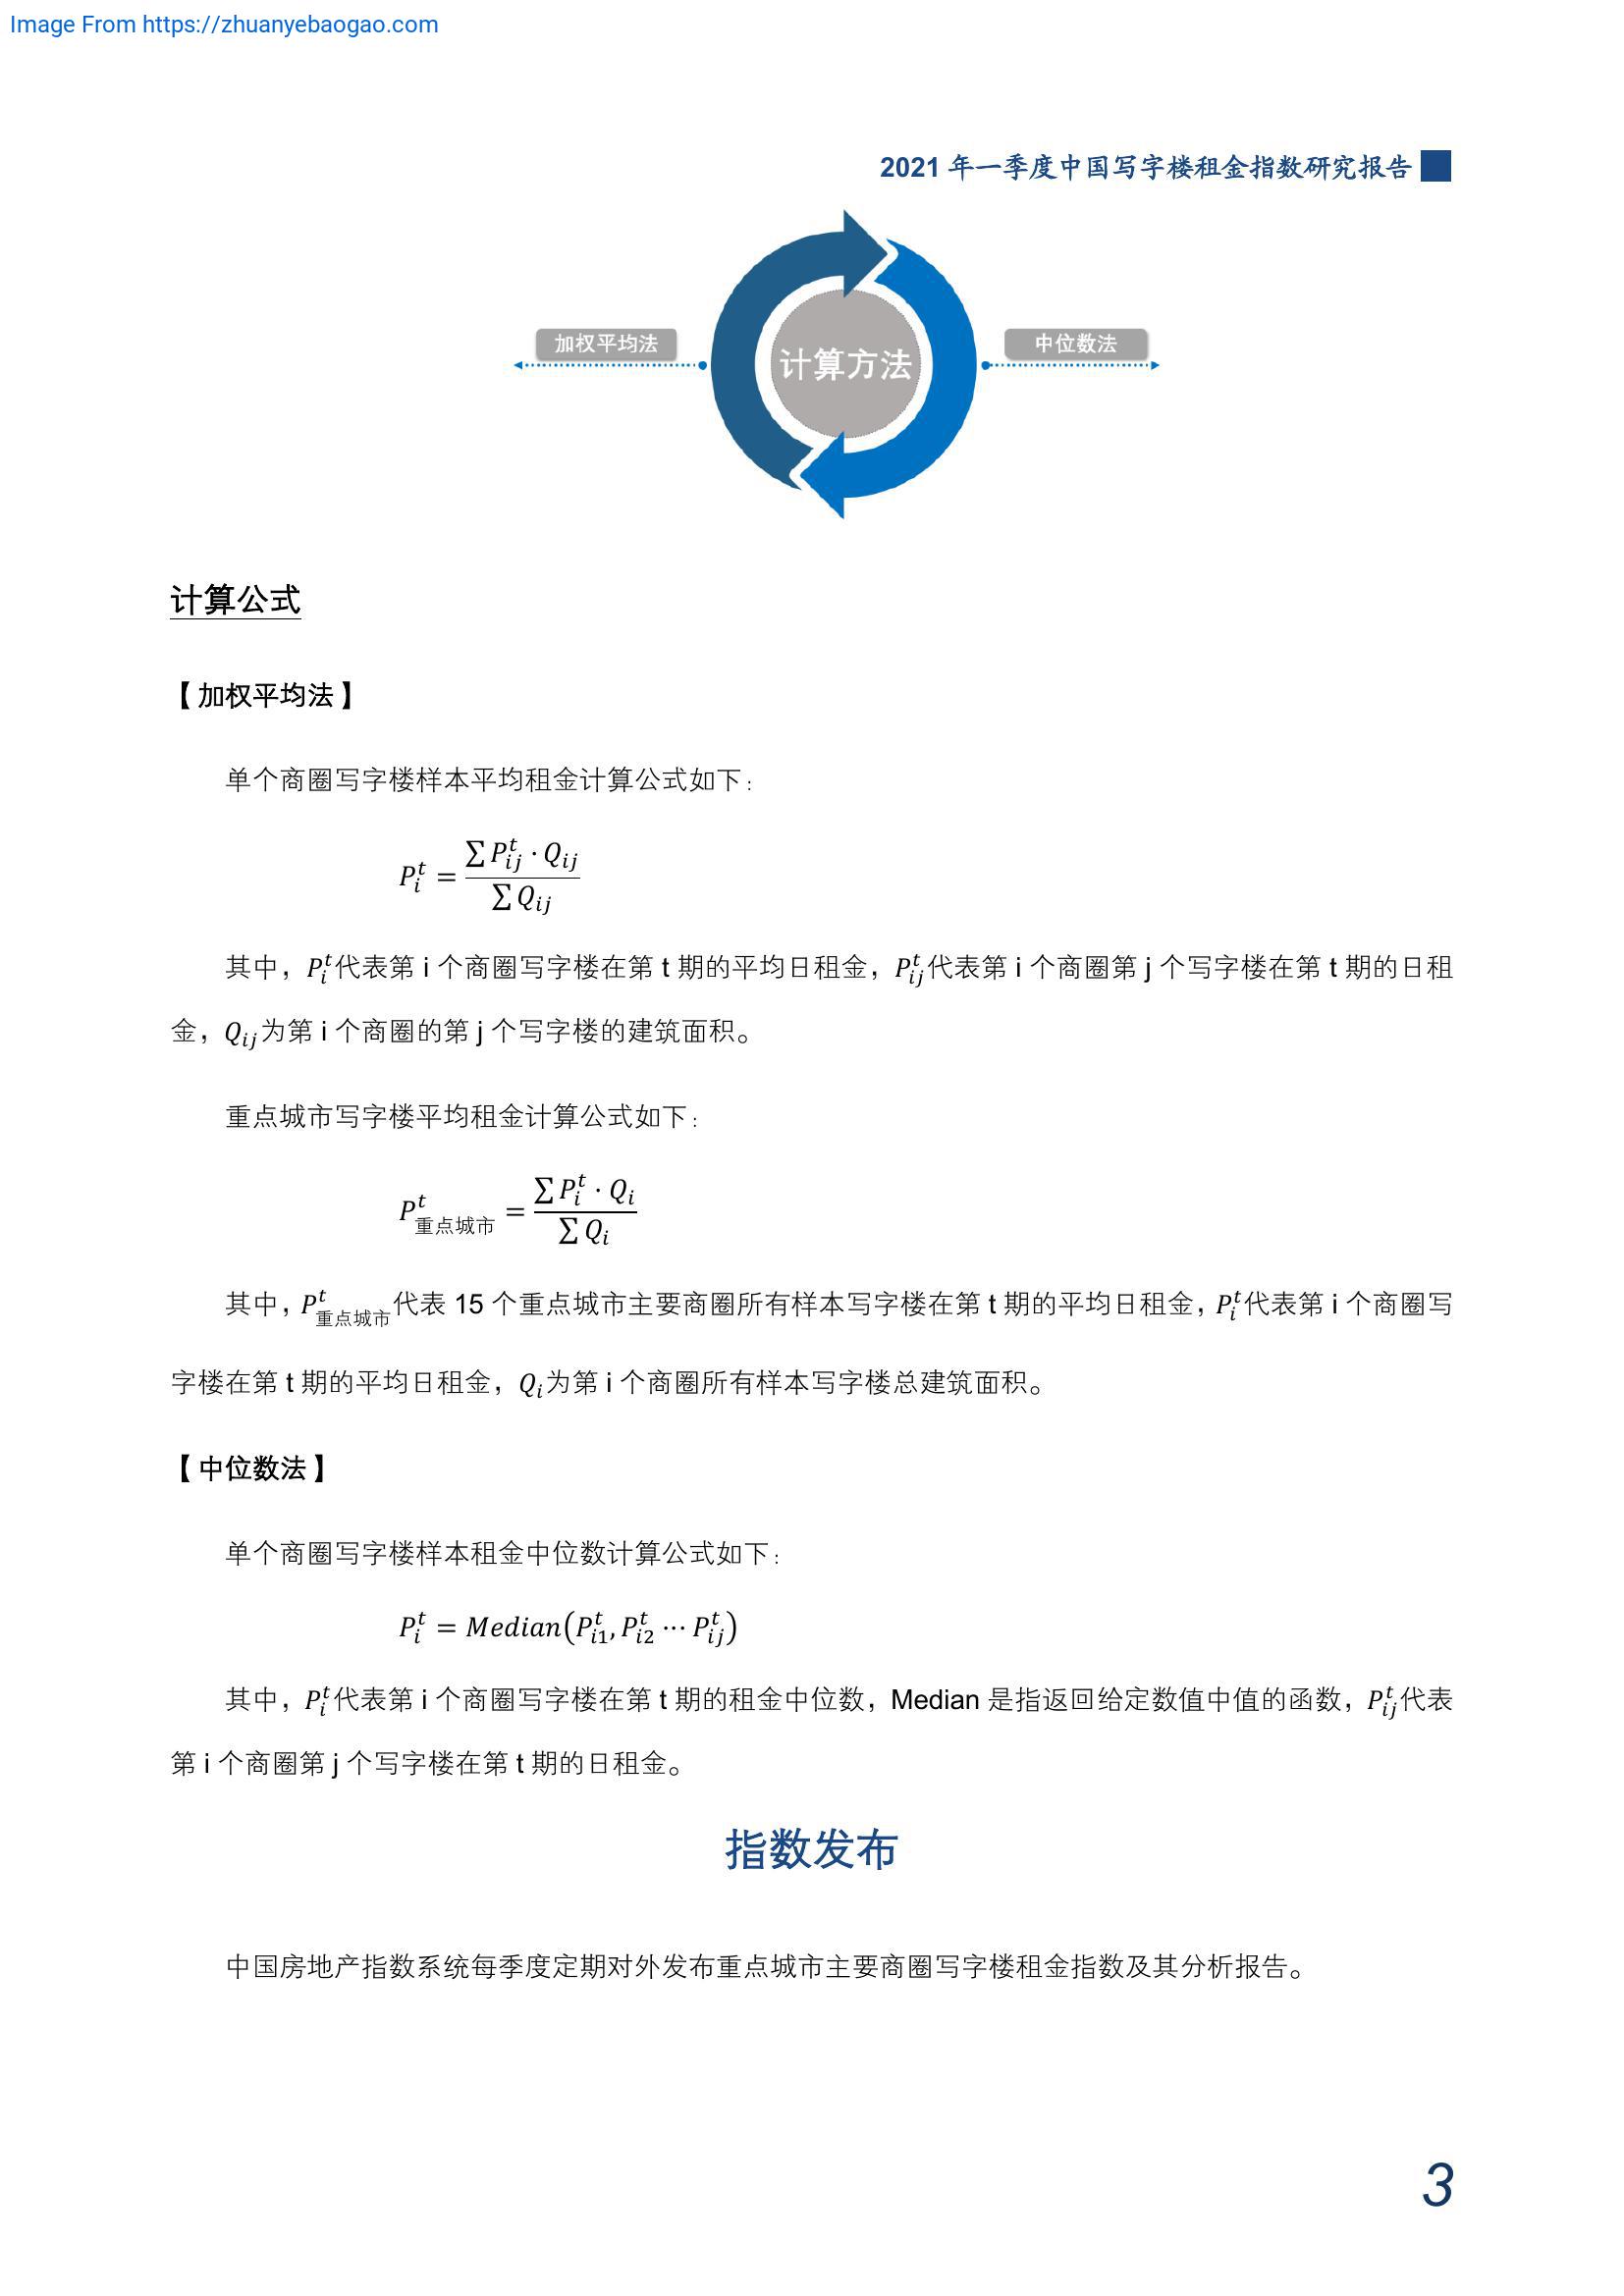 Image From https://zhuanyebaogao.com
2021 年一季度中国写字楼租金指数研究报告
加权平均法
计算方法
中位数法
计算公式
【加权平均法】
单个商圈写字楼样本平均租金计算公式如下：
$P_i^t = \frac{\sum P_{ij}^t \cdot Q_{ij}}{\sum Q_{ij}}$
其中，$P_i^t$代表第 i 个商圈写字楼在第 t 期的平均日租金，$P_{ij}^t$代表第 i 个商圈第 j 个写字楼在第 t 期的日租
金，$Q_{ij}$为第 i 个商圈的第 j 个写字楼的建筑面积。
重点城市写字楼平均租金计算公式如下：
$P_{重点城市}^t = \frac{\sum P_i^t \cdot Q_i}{\sum Q_i}$
其中，$P_{重点城市}^t$代表 15 个重点城市主要商圈所有样本写字楼在第 t 期的平均日租金，$P_i^t$代表第 i 个商圈写
字楼在第 t 期的平均日租金，$Q_i$为第 i 个商圈所有样本写字楼总建筑面积。
【中位数法】
单个商圈写字楼样本租金中位数计算公式如下：
$P_i^t = Median(P_{i1}^t, P_{i2}^t \cdots P_{ij}^t)$
其中，$P_i^t$代表第 i 个商圈写字楼在第 t 期的租金中位数，Median 是指返回给定数值中值的函数，$P_{ij}^t$代表
第 i 个商圈第 j 个写字楼在第 t 期的日租金。
指数发布
中国房地产指数系统每季度定期对外发布重点城市主要商圈写字楼租金指数及其分析报告。
3